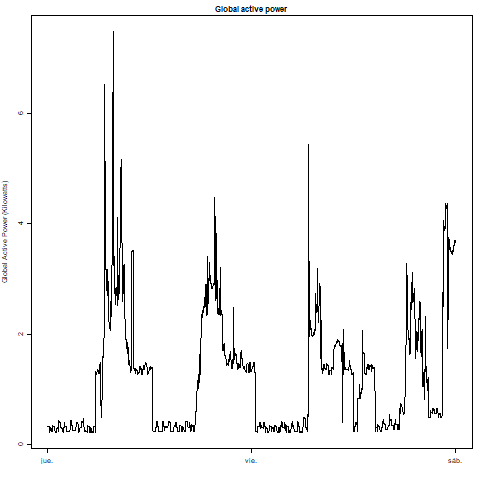 Global active power
Global Active Power (Kilowatts)
6
4
2
0
jue.
vie.
sáb.